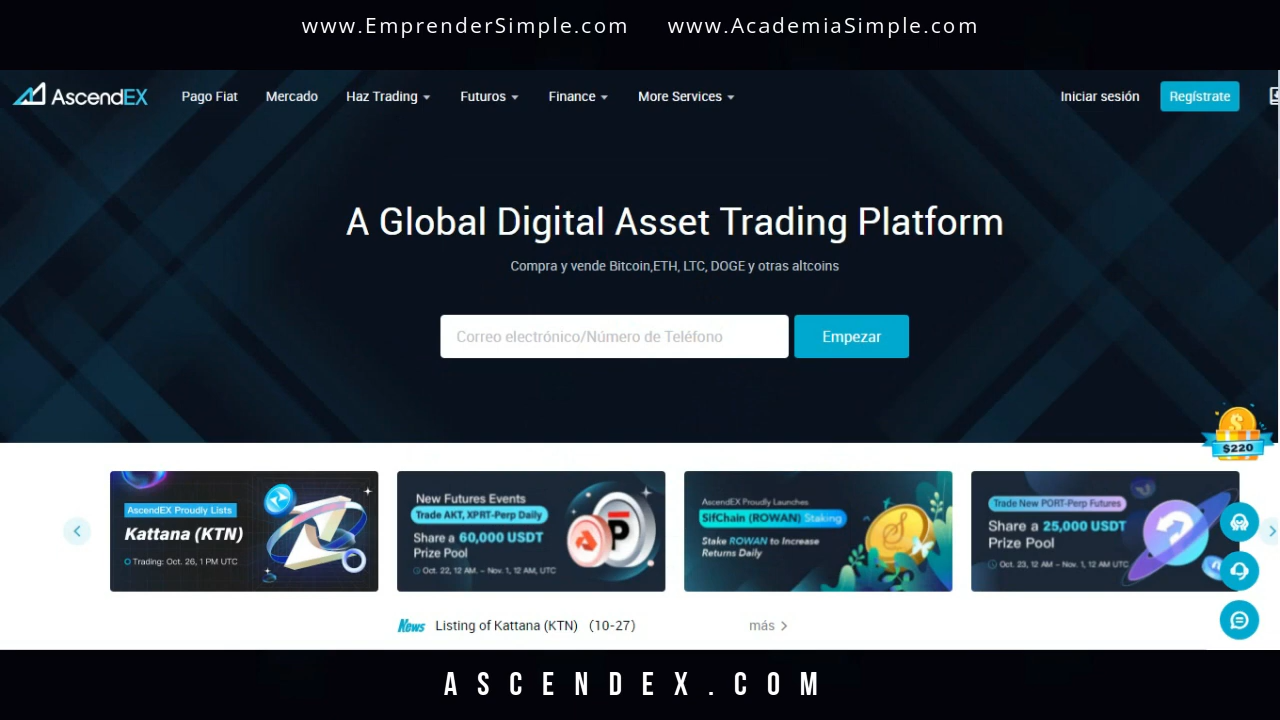 www.EmprenderSimple.com www.AcademiaSimple.com
AscendEX Pago Fiat Mercado Haz Trading Futuros Finance More Services Iniciar sesión Regístrate
A Global Digital Asset Trading Platform
Compra y vende Bitcoin,ETH, LTC, DOGE y otras altcoins
Correo electrónico/Número de Teléfono Empezar
$220
AscendEX Proudly Lists
Kattana (KTN)
Trading: Oct. 26, 1 PM UTC
New Futures Events
Trade AKT, XPRT-Perp Daily
Share a 60,000 USDT
Prize Pool
Oct. 22, 12 AM. – Nov. 1, 12 AM, UTC
AscendEX Proudly Launches
SifChain (ROWAN) Staking
Stake ROWAN to Increase
Returns Daily
Trade New PORT-Perp Futures
Share a 25,000 USDT
Prize Pool
Oct. 23, 12 AM – Nov. 1, 12 AM UTC
News Listing of Kattana (KTN) (10-27) más
ASCENDEX.COM